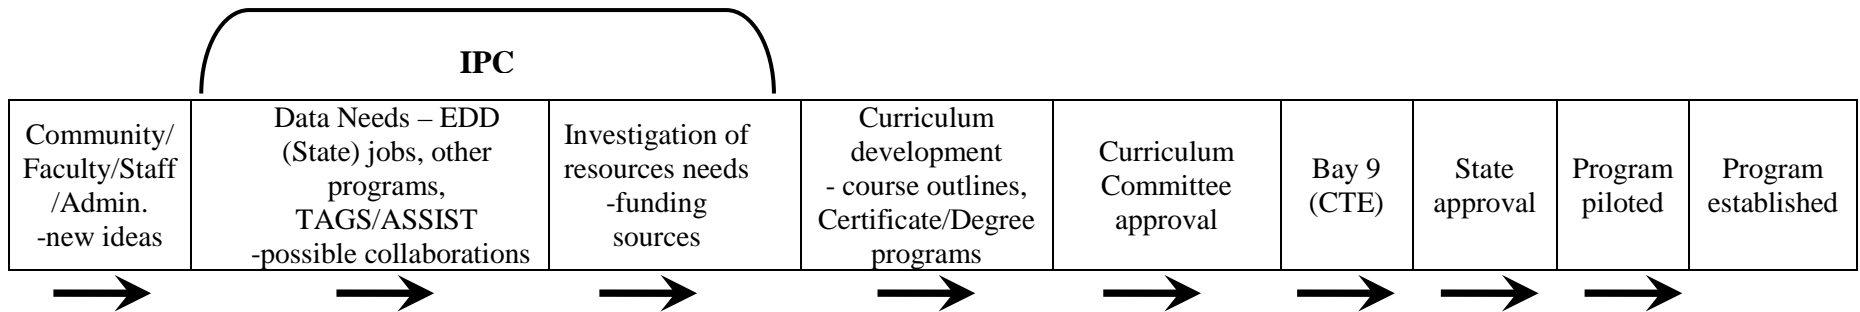 IPC
Community/
Faculty/Staff
/Admin.
-new ideas
Data Needs – EDD
(State) jobs, other
programs,
TAGS/ASSIST
-possible collaborations
Investigation of
resources needs
-funding
sources
Curriculum
development
- course outlines,
Certificate/Degree
programs
Curriculum
Committee
approval
Bay 9
(CTE)
State
approval
Program
piloted
Program
established